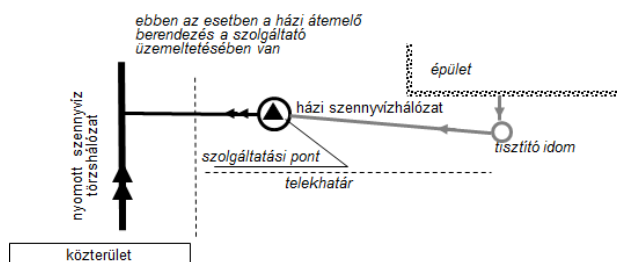 ebben az esetben a házi átemelő
berendezés a szolgáltató
üzemeltetésében van
épület
házi szennyvízhálózat
tisztitó idom
szolgáltatási pont
telekhatár
nyomott szennyvíz
törzshálózat
közterület